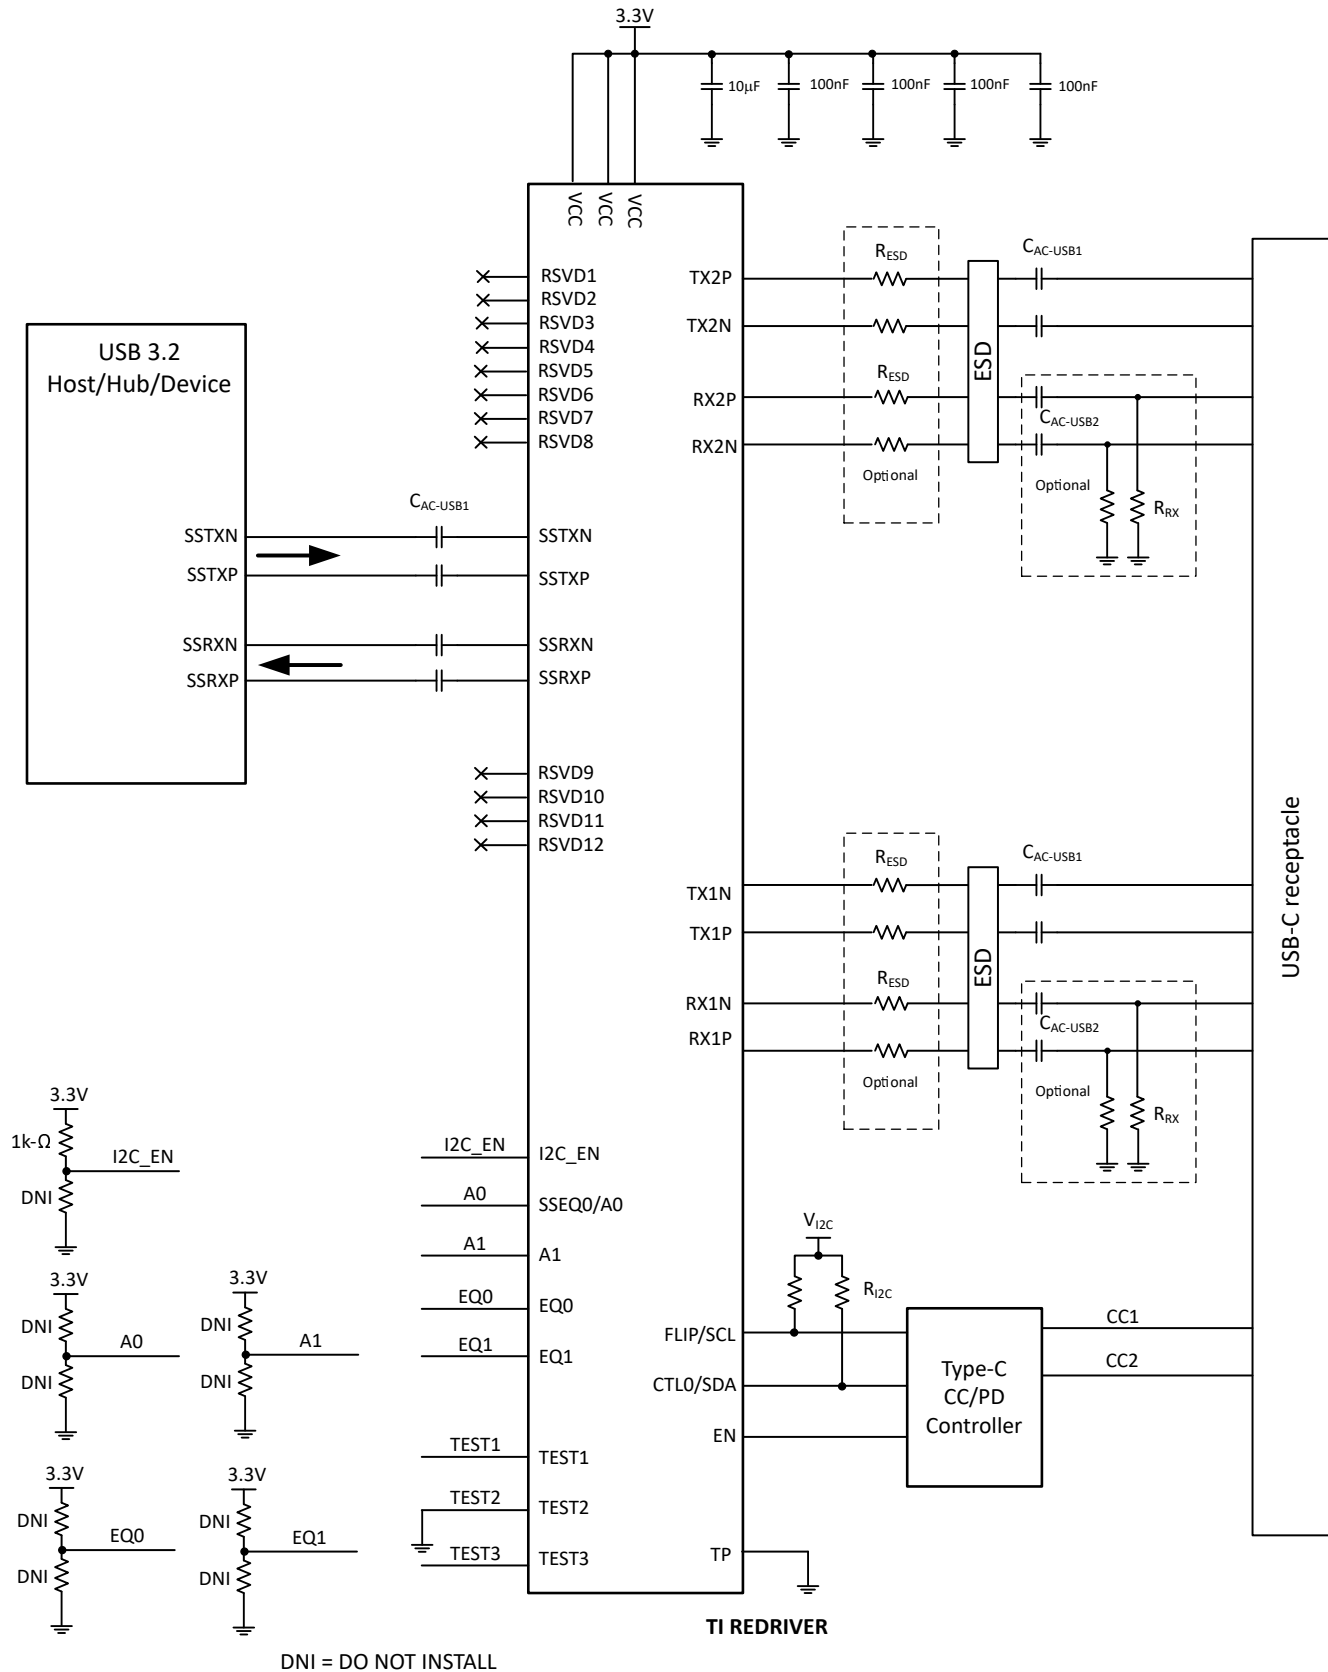 3.3V
10µF
100nF
100nF
100nF
100nF
VCC
VCC
VCC
RSVD1
RSVD2
RSVD3
RSVD4
RSVD5
RSVD6
RSVD7
RSVD8
USB 3.2
Host/Hub/Device
SSTXN
SSTXP
SSRXN
SSRXP
CAC-USB1
SSTXN
SSTXP
SSRXN
SSRXP
RSVD9
RSVD10
RSVD11
RSVD12
TX2P
TX2N
RX2P
RX2N
RESD
RESD
Optional
ESD
CAC-USB1
CAC-USB2
Optional
RRX
TX1N
TX1P
RX1N
RX1P
RESD
RESD
Optional
ESD
CAC-USB1
CAC-USB2
Optional
RRX
USB-C receptacle
3.3V
1k-Ω
I2C_EN
DNI
3.3V
DNI
A0
DNI
3.3V
DNI
A1
DNI
3.3V
DNI
EQ0
DNI
3.3V
DNI
EQ1
DNI
I2C_EN
I2C_EN
A0
SSEQ0/A0
A1
A1
EQ0
EQ0
EQ1
EQ1
TEST1
TEST1
TEST2
TEST2
TEST3
TEST3
VI2C
RI2C
FLIP/SCL
CTL0/SDA
EN
TP
Type-C
CC/PD
Controller
CC1
CC2
TI REDRIVER
DNI = DO NOT INSTALL